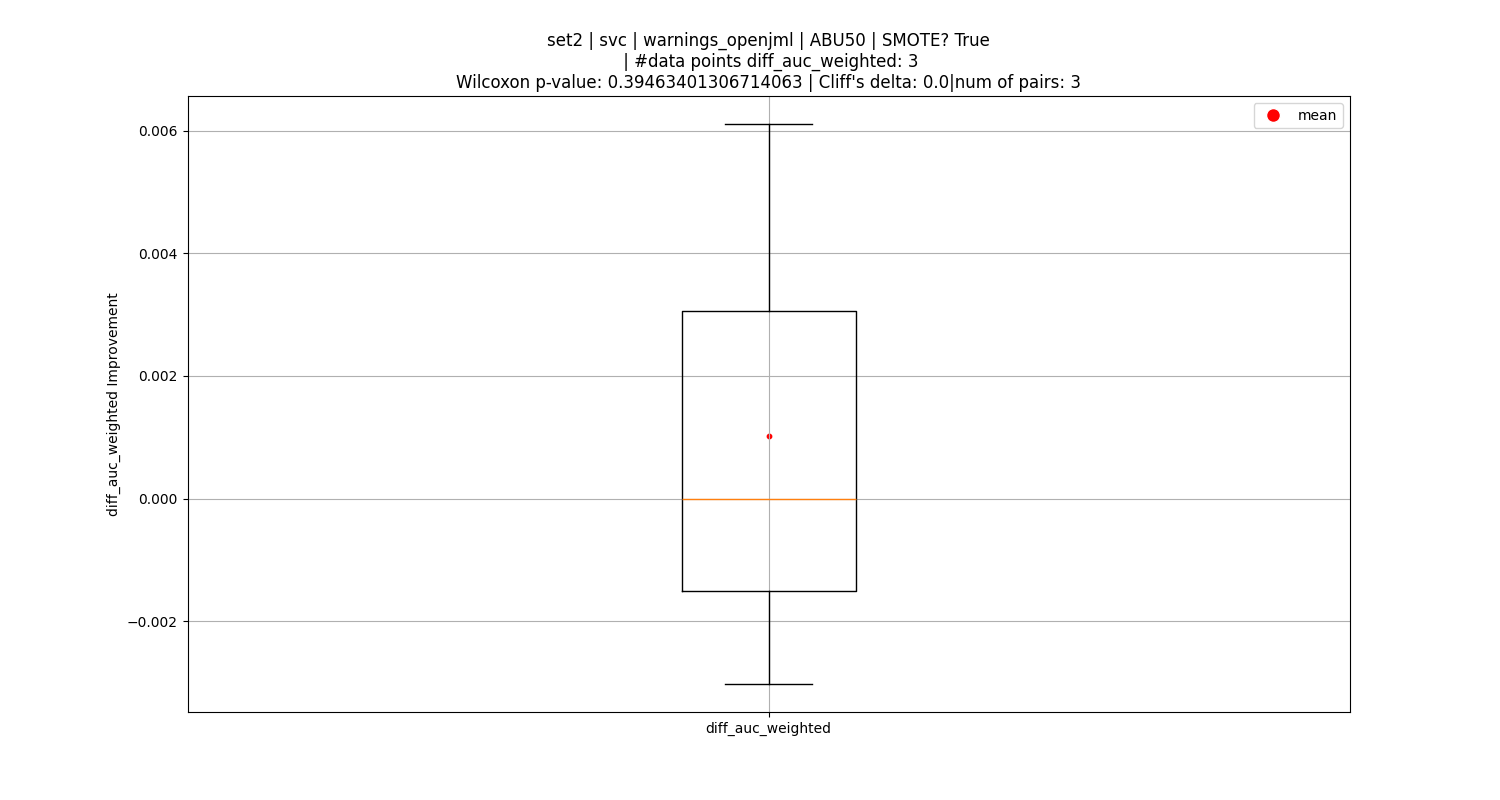 set2 | svc | warnings_openjml | ABU50 | SMOTE? True
| #data points diff_auc_weighted: 3
Wilcoxon p-value: 0.39463401306714063 | Cliff's delta: 0.0|num of pairs: 3
mean
0.006
0.004
0.002
0.000
−0.002
diff_auc_weighted Improvement
diff_auc_weighted